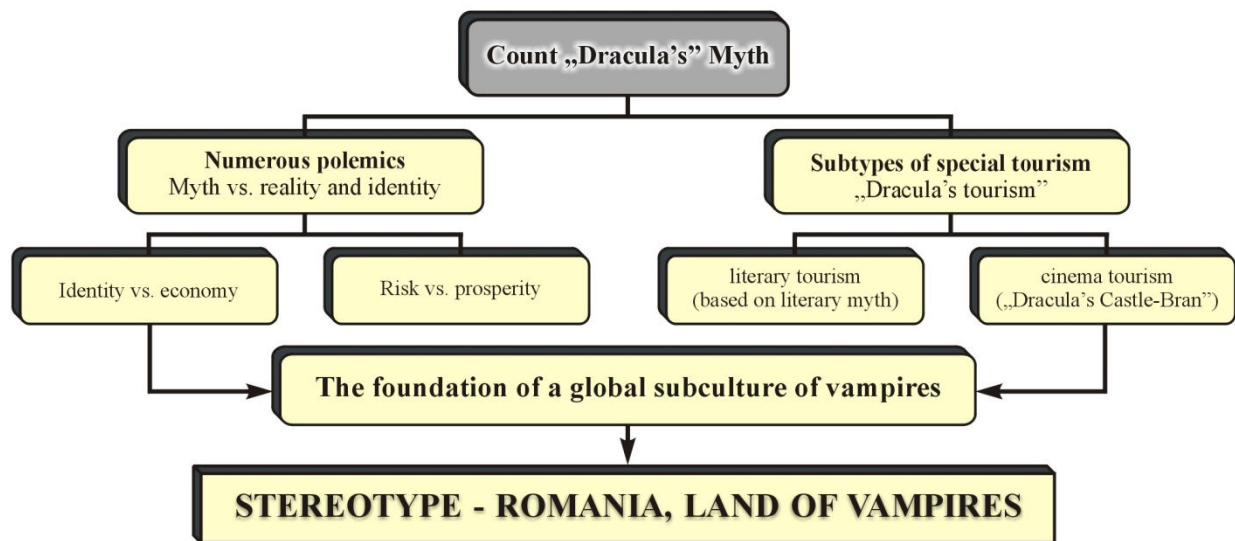 Count „Dracula’s” Myth
Numerous polemics
Myth vs. reality and identity
Subtypes of special tourism
„Dracula’s tourism”
Identity vs. economy
Risk vs. prosperity
literary tourism
(based on literary myth)
cinema tourism
(„Dracula’s Castle-Bran”)
The foundation of a global subculture of vampires
STEREOTYPE - ROMANIA, LAND OF VAMPIRES